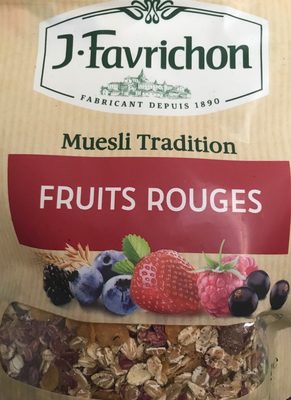 J·Favrichon
FABRICANT DEPUIS 1890
Muesli Tradition
FRUITS ROUGES